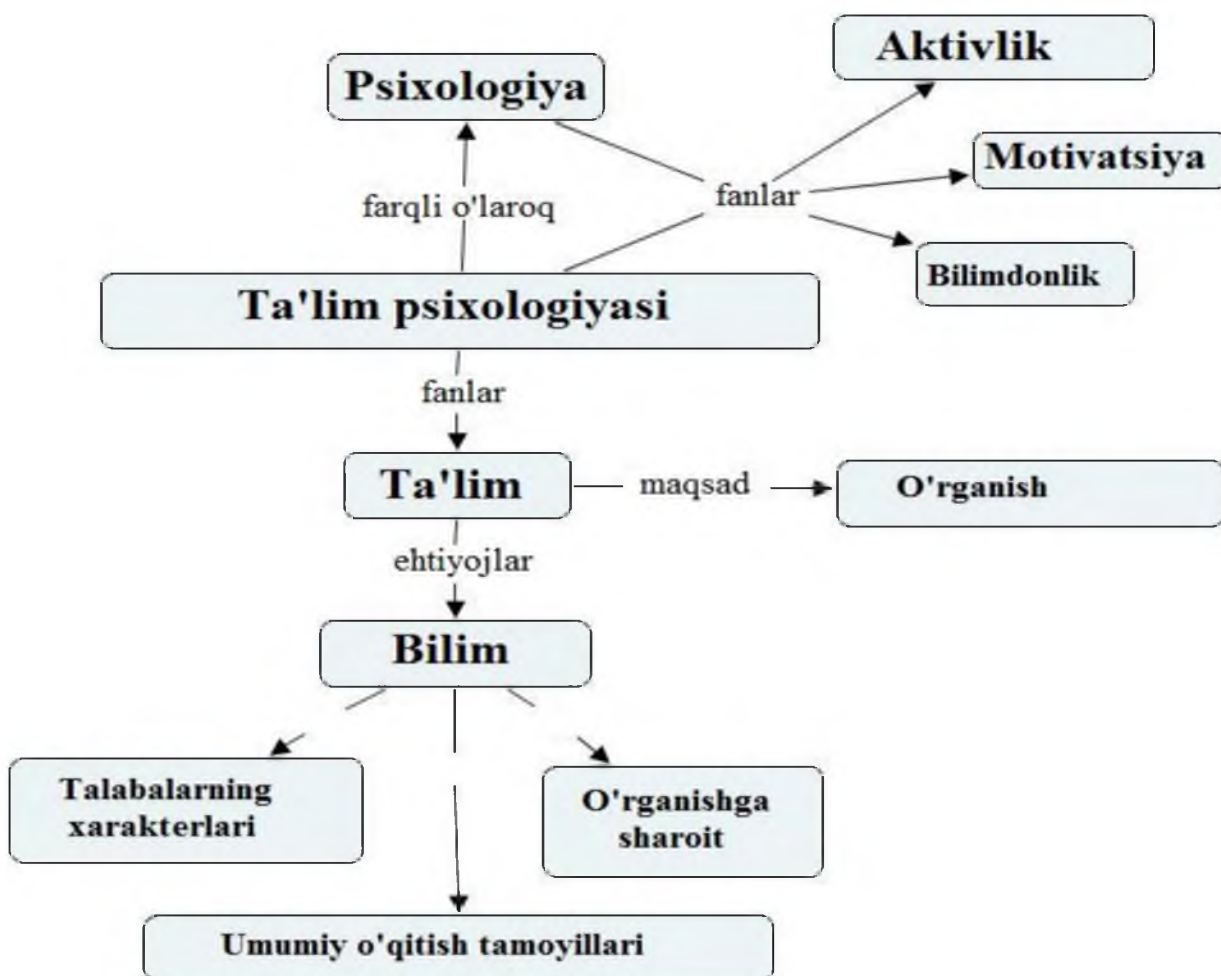 Aktivlik
Psixologiya
Motivatsiya
fanlar
farqli o'laroq
Bilimdonlik
Ta'lim psixologiyasi
fanlar
Ta'lim
maqsad
O'rganish
ehtiyojlar
Bilim
Talabalarning
xarakterlari
O'rganishga
sharoit
Umumiy o'qitish tamoyillari